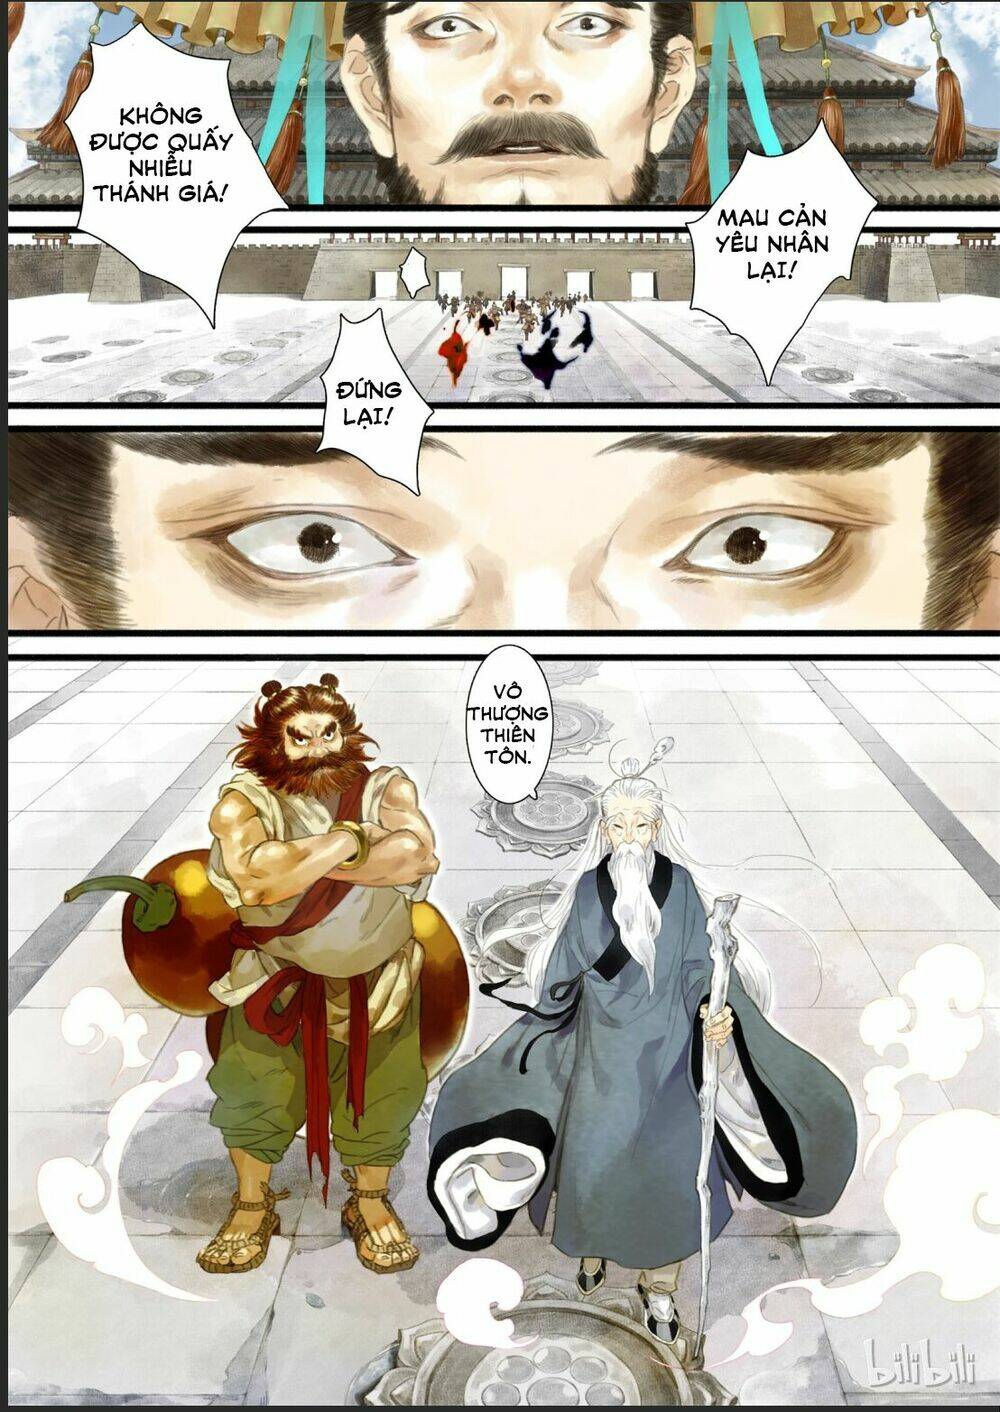 KHÔNG
ĐƯỢC QUẤY
NHIỄU
THÁNH GIÁ!
MAU CẢN
YÊU NHÂN
LẠI!
ĐỨNG
LẠI!
VÔ
THƯỢNG
THIÊN
TÔN.
bilibili